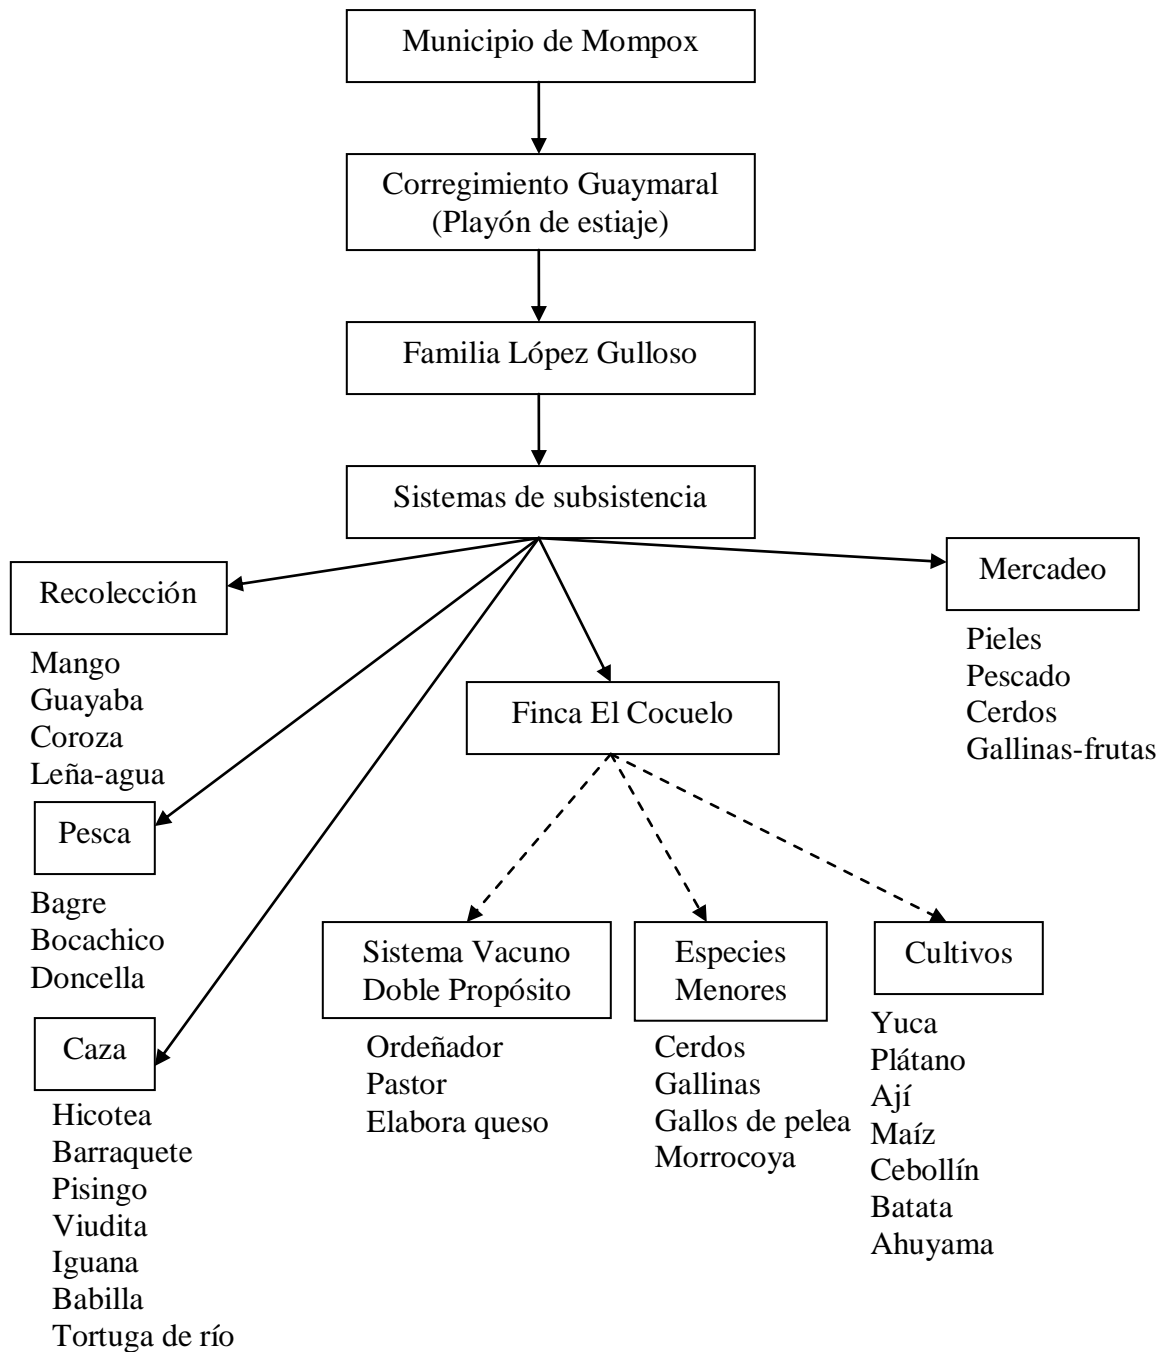 Municipio de Mompox
Corregimiento Guaymaral
(Playón de estiaje)
Familia López Gulloso
Sistemas de subsistencia
Recolección
Mango
Guayaba
Coroza
Leña-agua
Pesca
Bagre
Bocachico
Doncella
Caza
Hicotea
Barraquete
Pisingo
Viudita
Iguana
Babilla
Tortuga de río
Finca El Cocuelo
Sistema Vacuno
Doble Propósito
Ordeñador
Pastor
Elabora queso
Especies
Menores
Cerdos
Gallinas
Gallos de pelea
Morrocoya
Cultivos
Yuca
Plátano
Ají
Maíz
Cebollín
Batata
Ahuyama
Mercadeo
Pieles
Pescado
Cerdos
Gallinas-frutas